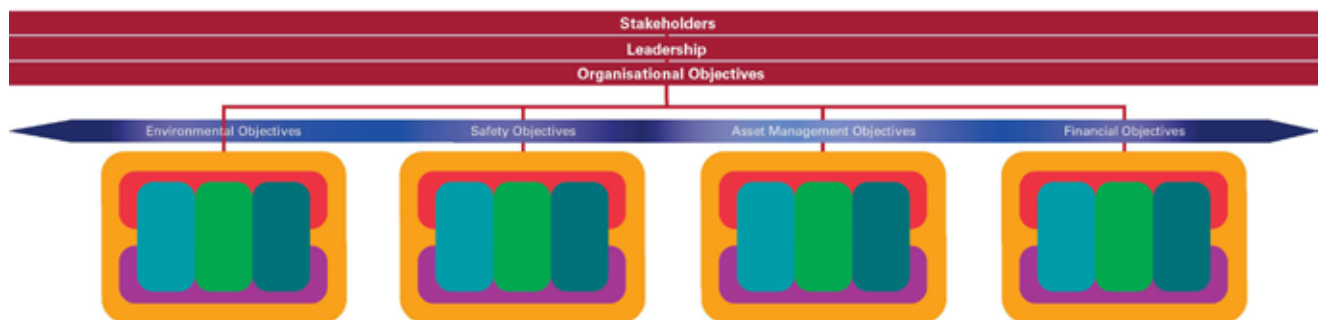 Stakeholders
Leadership
Organisational Objectives
Environmental Objectives Safety Objectives Asset Management Objectives Financial Objectives